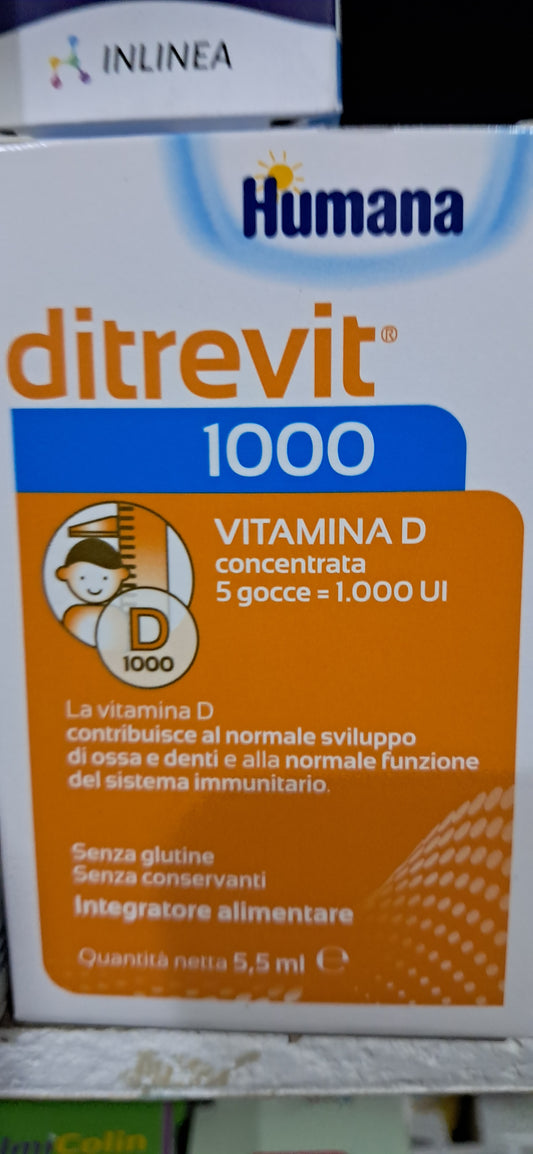 INLINEA
Humana
ditrevit®
1000
VITAMINA D
concentrata
5 gocce = 1.000 UI
D
1000
La vitamina D
contribuisce al normale sviluppo
di ossa e denti e alla normale funzione
del sistema immunitario.
Senza glutine
Senza conservanti
Integratore alimentare
Quantità netta 5,5 ml ℮
miColin